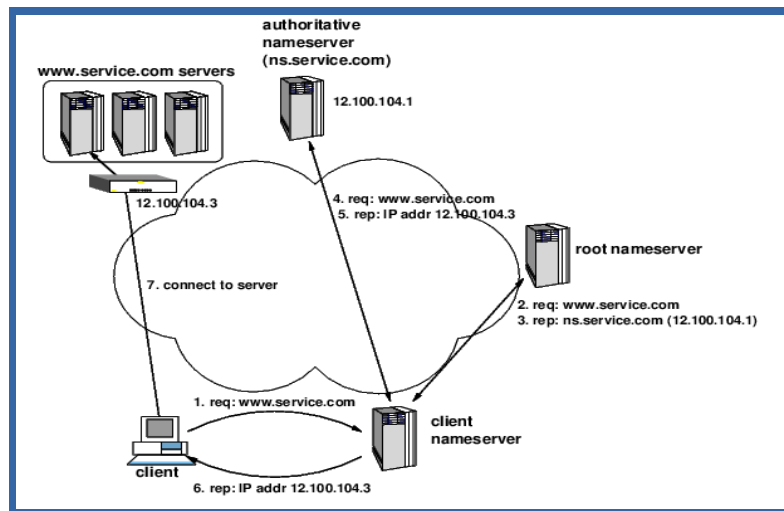 authoritative
nameserver
(ns.service.com)
www.service.com servers
12.100.104.1
12.100.104.3
4. req: www.service.com
5. rep: IP addr 12.100.104.3
root nameserver
7. connect to server
2. req: www.service.com
3. rep: ns.service.com (12.100.104.1)
1. req: www.service.com
client
nameserver
client
6. rep: IP addr 12.100.104.3